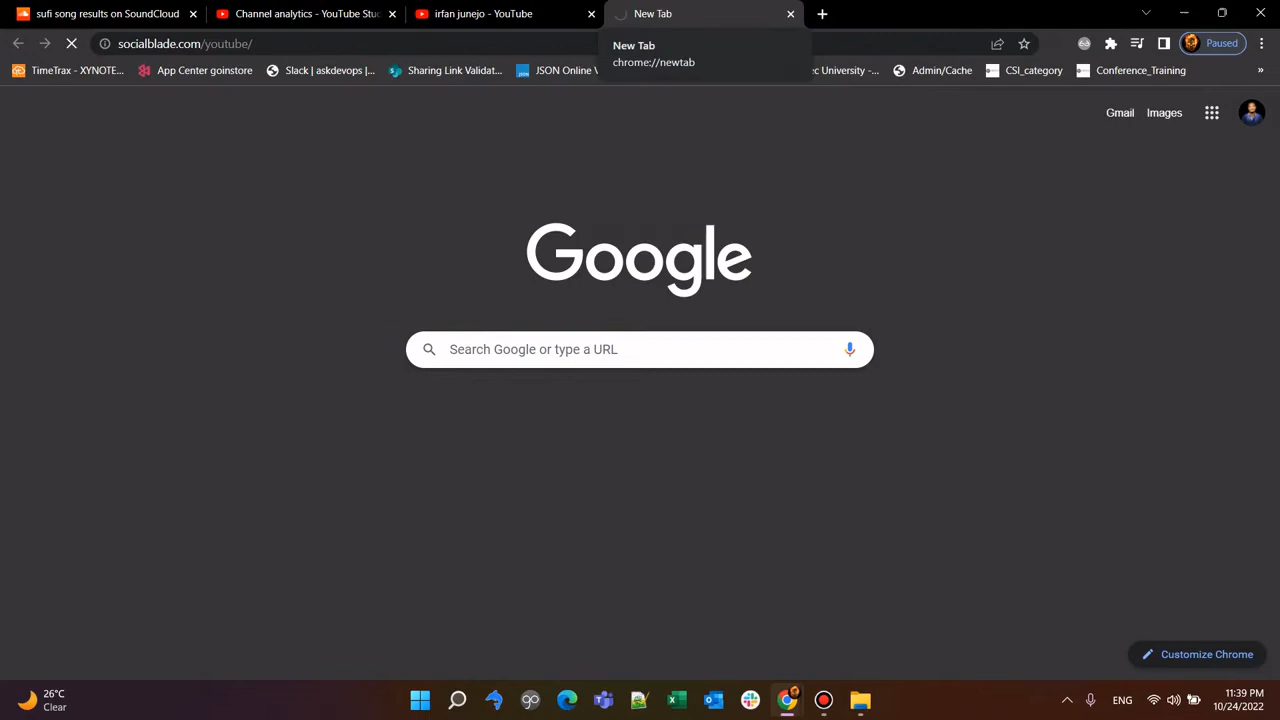 sufi song results on SoundCloud
Channel analytics - YouTube Stu
irfan junejo - YouTube
New Tab
socialblade.com/youtube/
Paused
New Tab
chrome://newtab
TimeTrax - XYNOTE...
App Center goinstore
Slack | askdevops |...
Sharing Link Validat...
JSON Online V
ec University -...
Admin/Cache
CSI_category
Conference_Training
»
Gmail
Images
Google
Search Google or type a URL
Customize Chrome
26°C
Clear
ENG
11:39 PM
10/24/2022